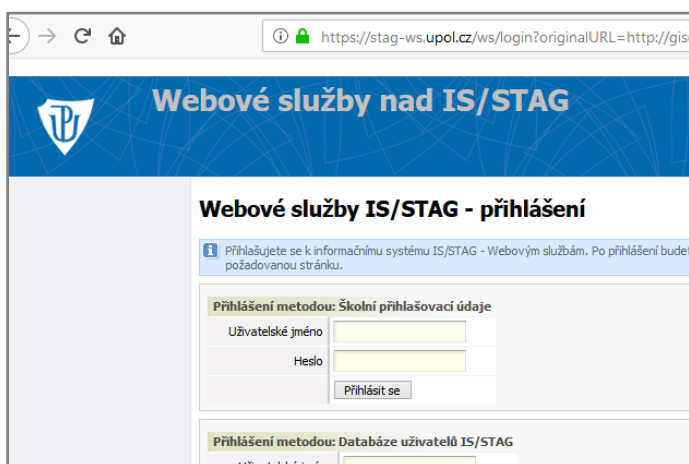 https://stag-ws.upol.cz/ws/login?originalURL=http://gis
Webové služby nad IS/STAG
Webové služby IS/STAG - přihlášení
Přihlašujete se k informačnímu systému IS/STAG - Webovým službám. Po přihlášení
požadovanou stránku.
Přihlášení metodou: Školní přihlašovací údaje
Uživatelské jméno
Heslo
Přihlásit se
Přihlášení metodou: Databáze uživatelů IS/STAG